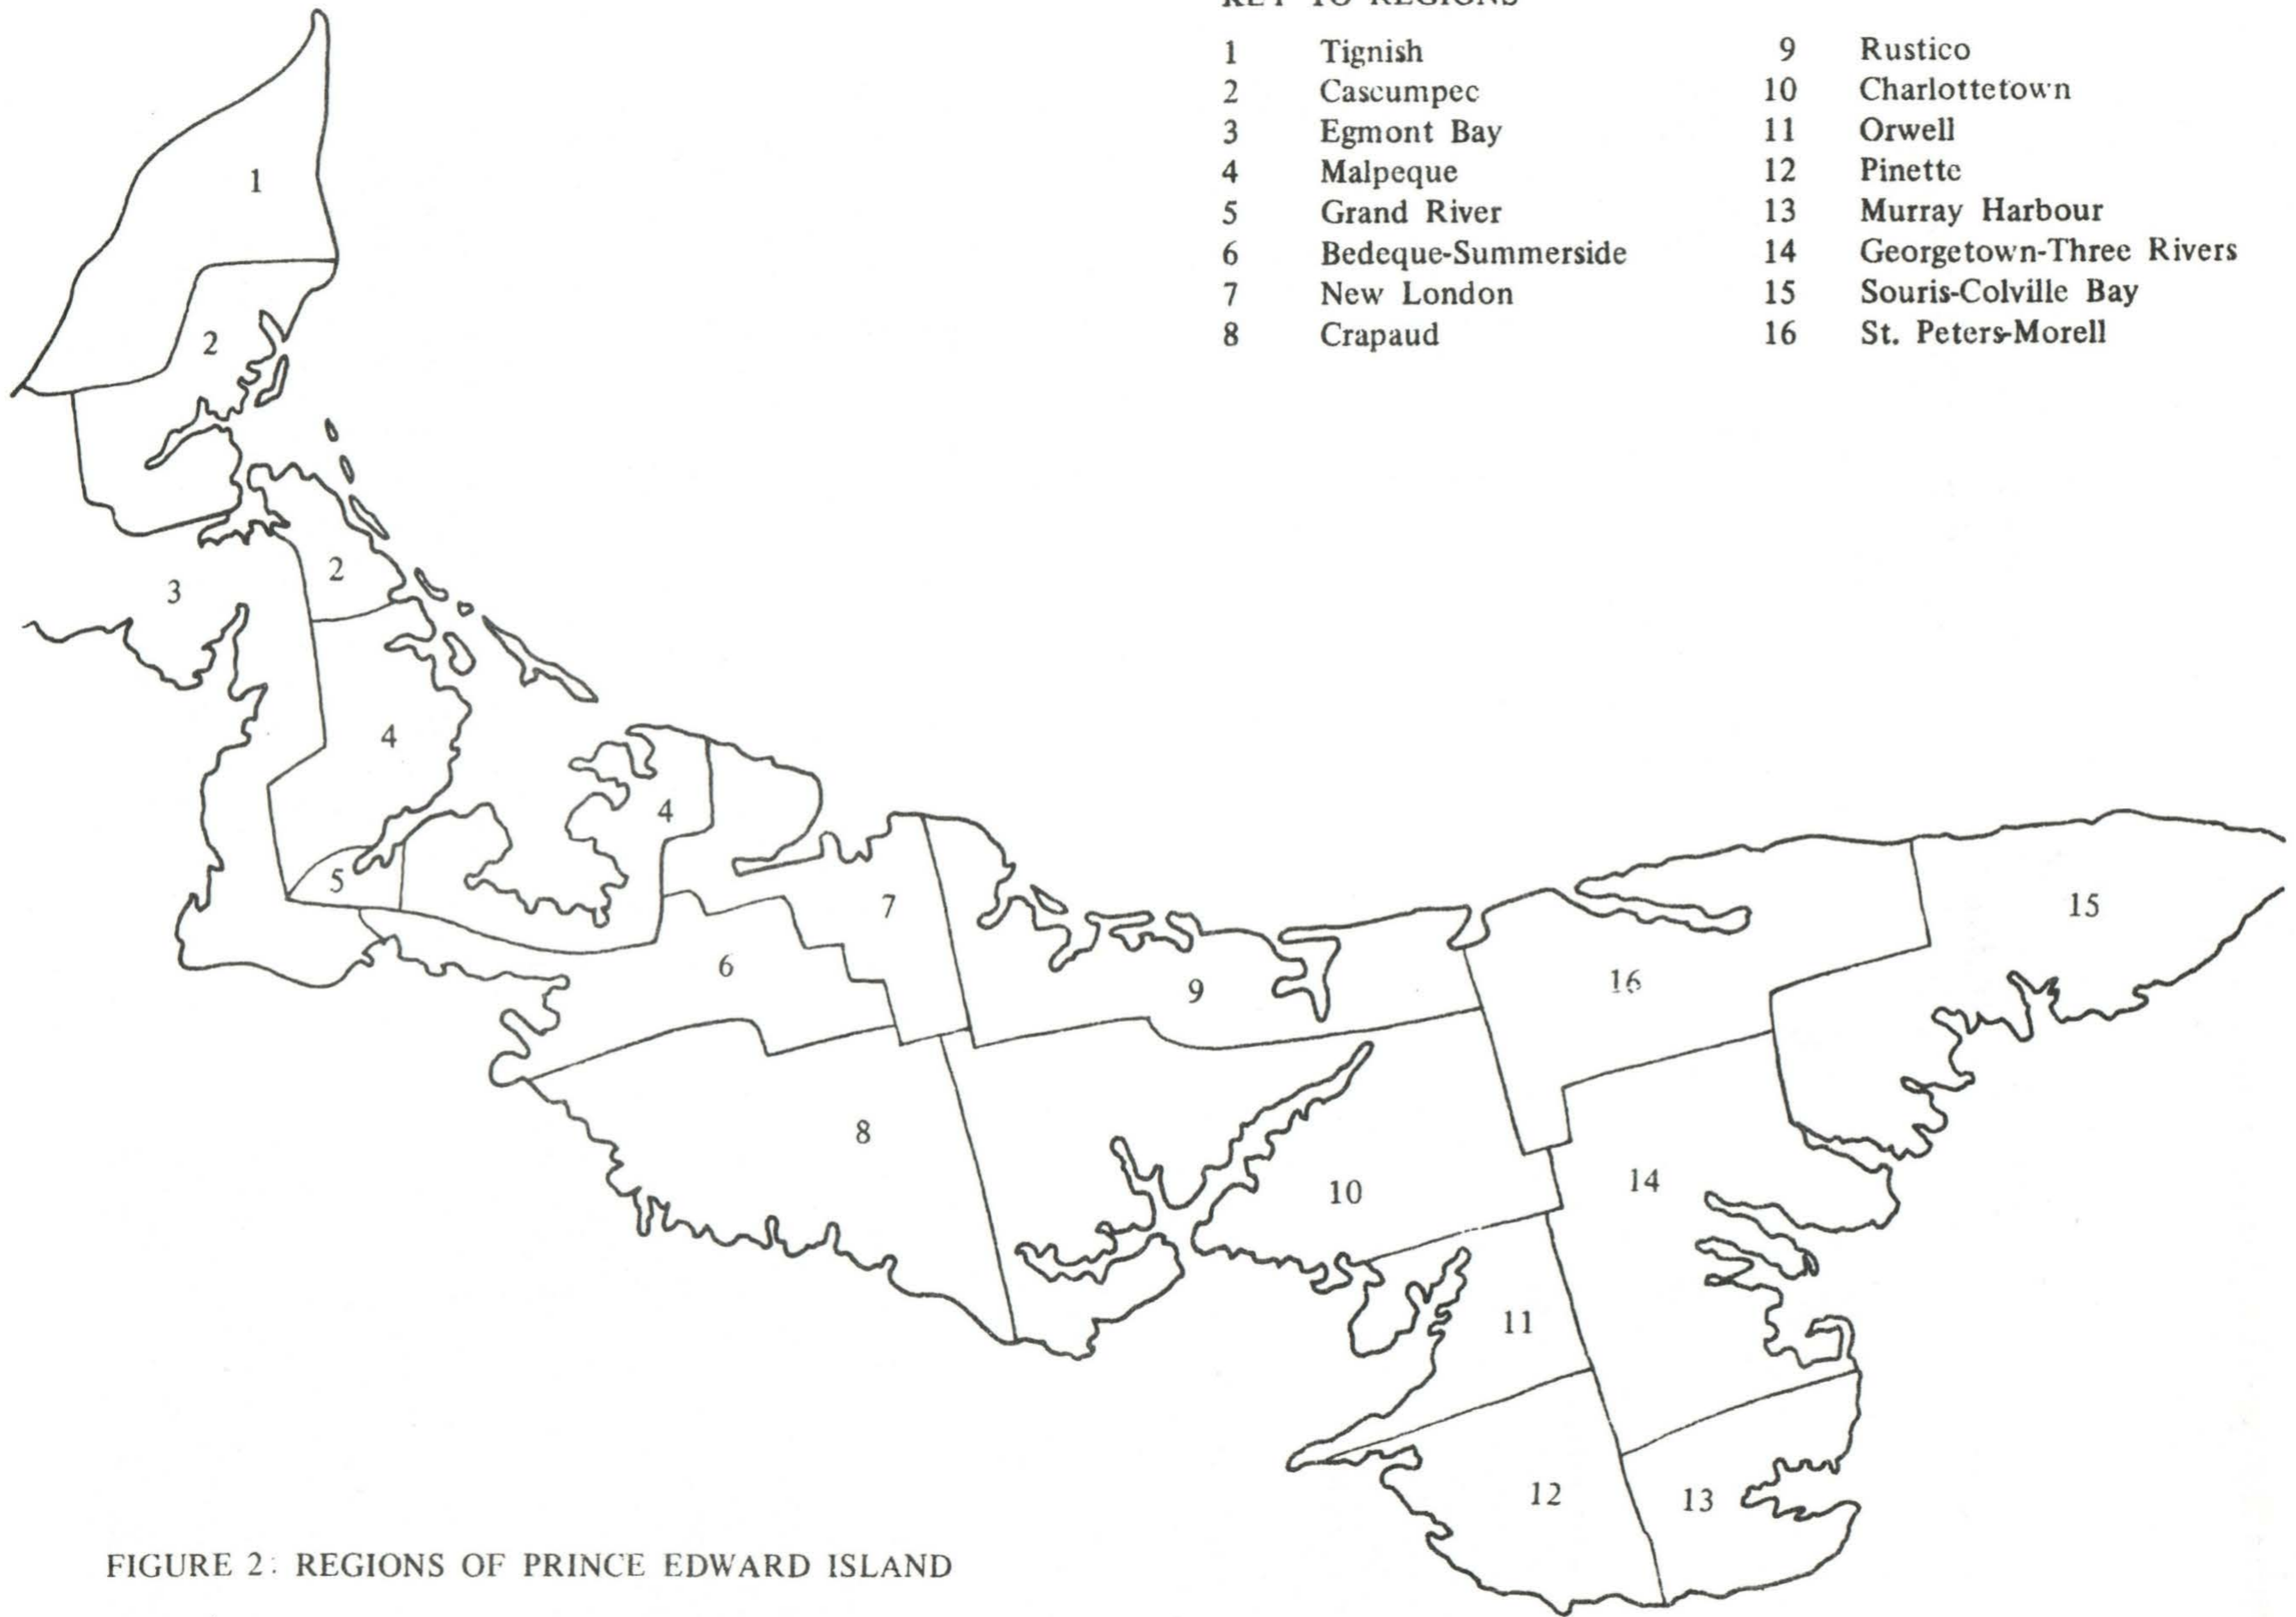 KEY TO REGIONS
1 Tignish
2 Cascumpec
3 Egmont Bay
4 Malpeque
5 Grand River
6 Bedeque-Summerside
7 New London
8 Crapaud
9 Rustico
10 Charlottetown
11 Orwell
12 Pinette
13 Murray Harbour
14 Georgetown-Three Rivers
15 Souris-Colville Bay
16 St. Peters-Morell
1
2
2
3
4
4
5
6
7
8
9
10
11
12
13
14
15
16
FIGURE 2: REGIONS OF PRINCE EDWARD ISLAND